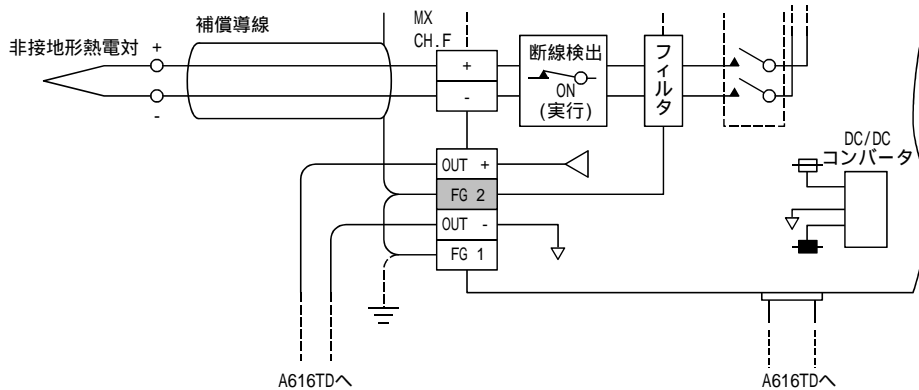 補償導線
MX
CH.F
非接地形熱電対
+
-
+
-
断線検出
ON
(実行)
フィルタ
OUT +
FG 2
OUT -
FG 1
DC/DC
コンバータ
A616TDへ
A616TDへ